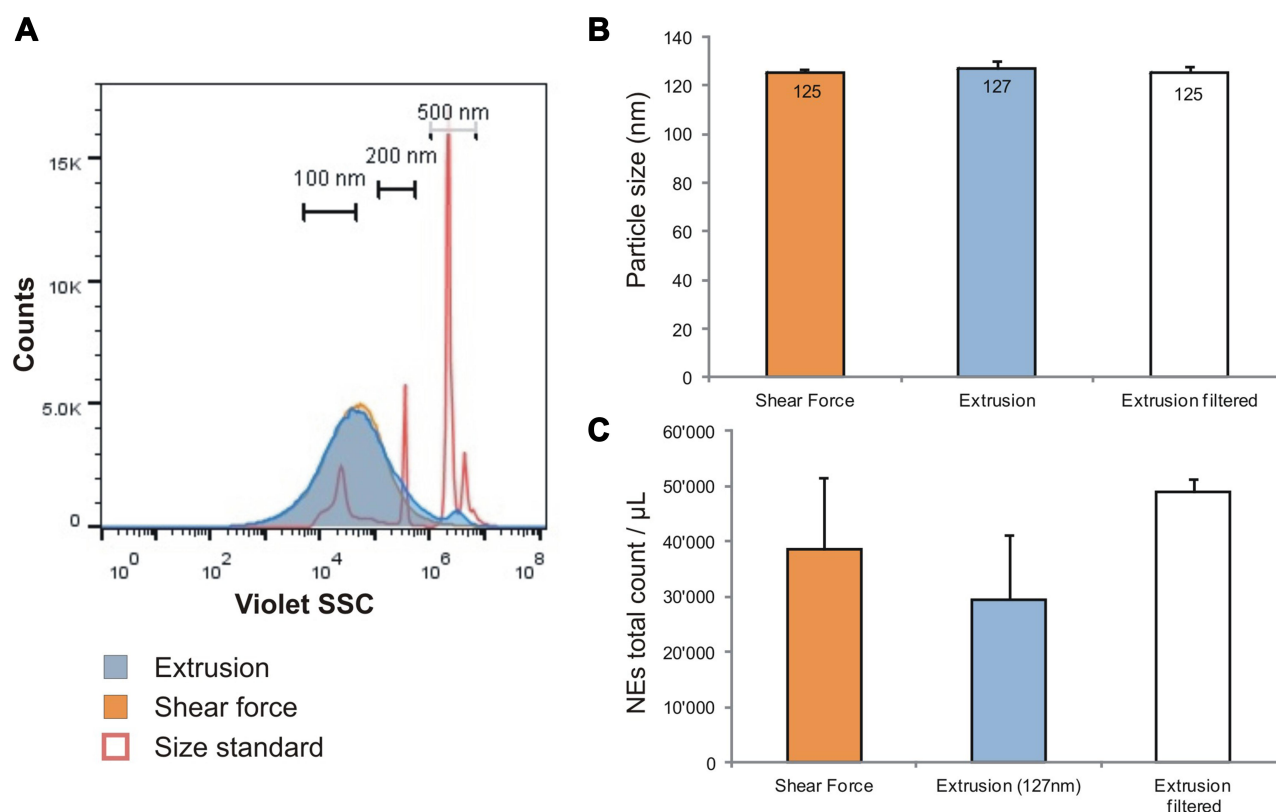 A
500 nm
200 nm
100 nm
15K
10K
5.0K
0
Counts
10^0
10^2
10^4
10^6
10^8
Violet SSC
Extrusion
Shear force
Size standard
B
140
120
100
80
60
40
20
0
Particle size (nm)
125
127
125
Shear Force
Extrusion
Extrusion filtered
C
60'000
50'000
40'000
30'000
20'000
10'000
0
NEs total count / µL
Shear Force
Extrusion (127nm)
Extrusion
filtered